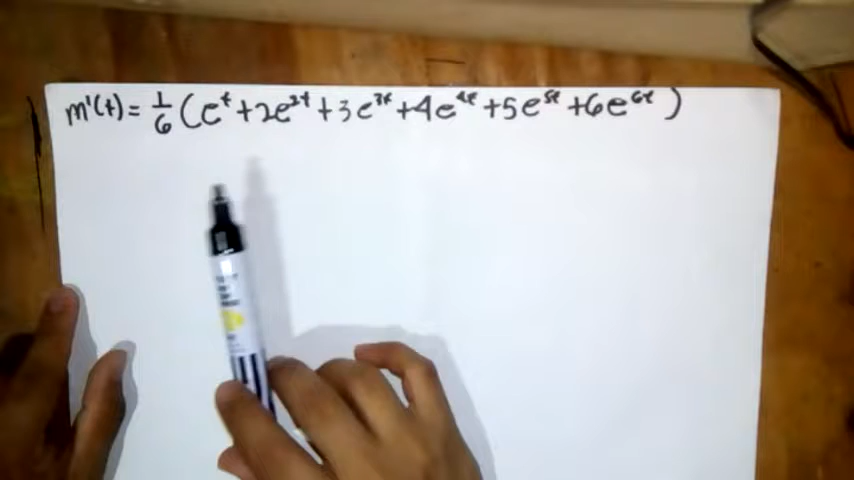 m'(t) = 1/6 (e^t + 2e^2t + 3e^3t + 4e^4t + 5e^5t + 6e^6t)